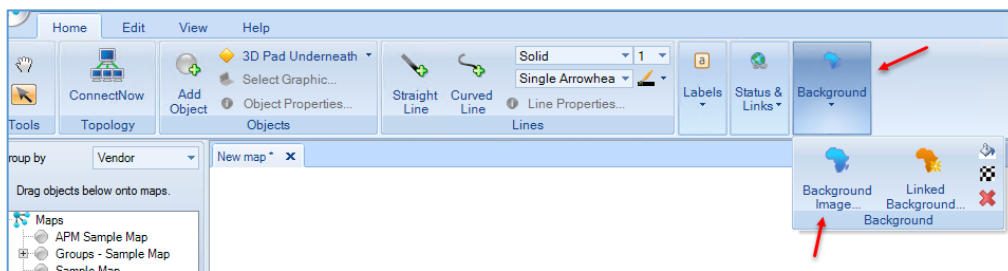 Home Edit View Help
3D Pad Underneath
Select Graphic...
Object Properties...
Add
Object
ConnectNow
Tools
Topology
Objects
Straight
Line
Curved
Line
Solid 1
Single Arrowhea
Line Properties...
Lines
Labels
a
Status &
Links
Background
roup by Vendor
New map *
Drag objects below onto maps.
Maps
APM Sample Map
Groups - Sample Map
Sample Map
Background
Image...
Linked
Background...
Background